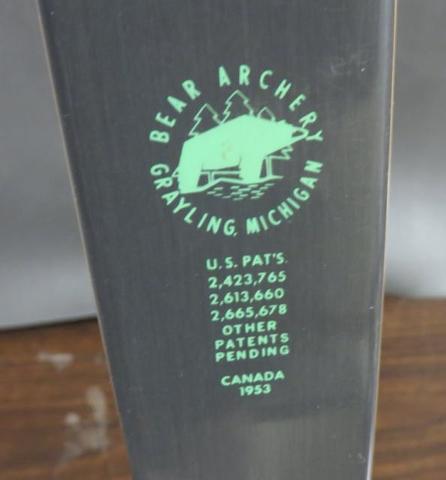 BEAR ARCHERY
GRAYLING, MICHIGAN
U.S. PAT'S.
2,423,765
2,613,660
2,665,678
OTHER
PATENTS
PENDING
CANADA
1953